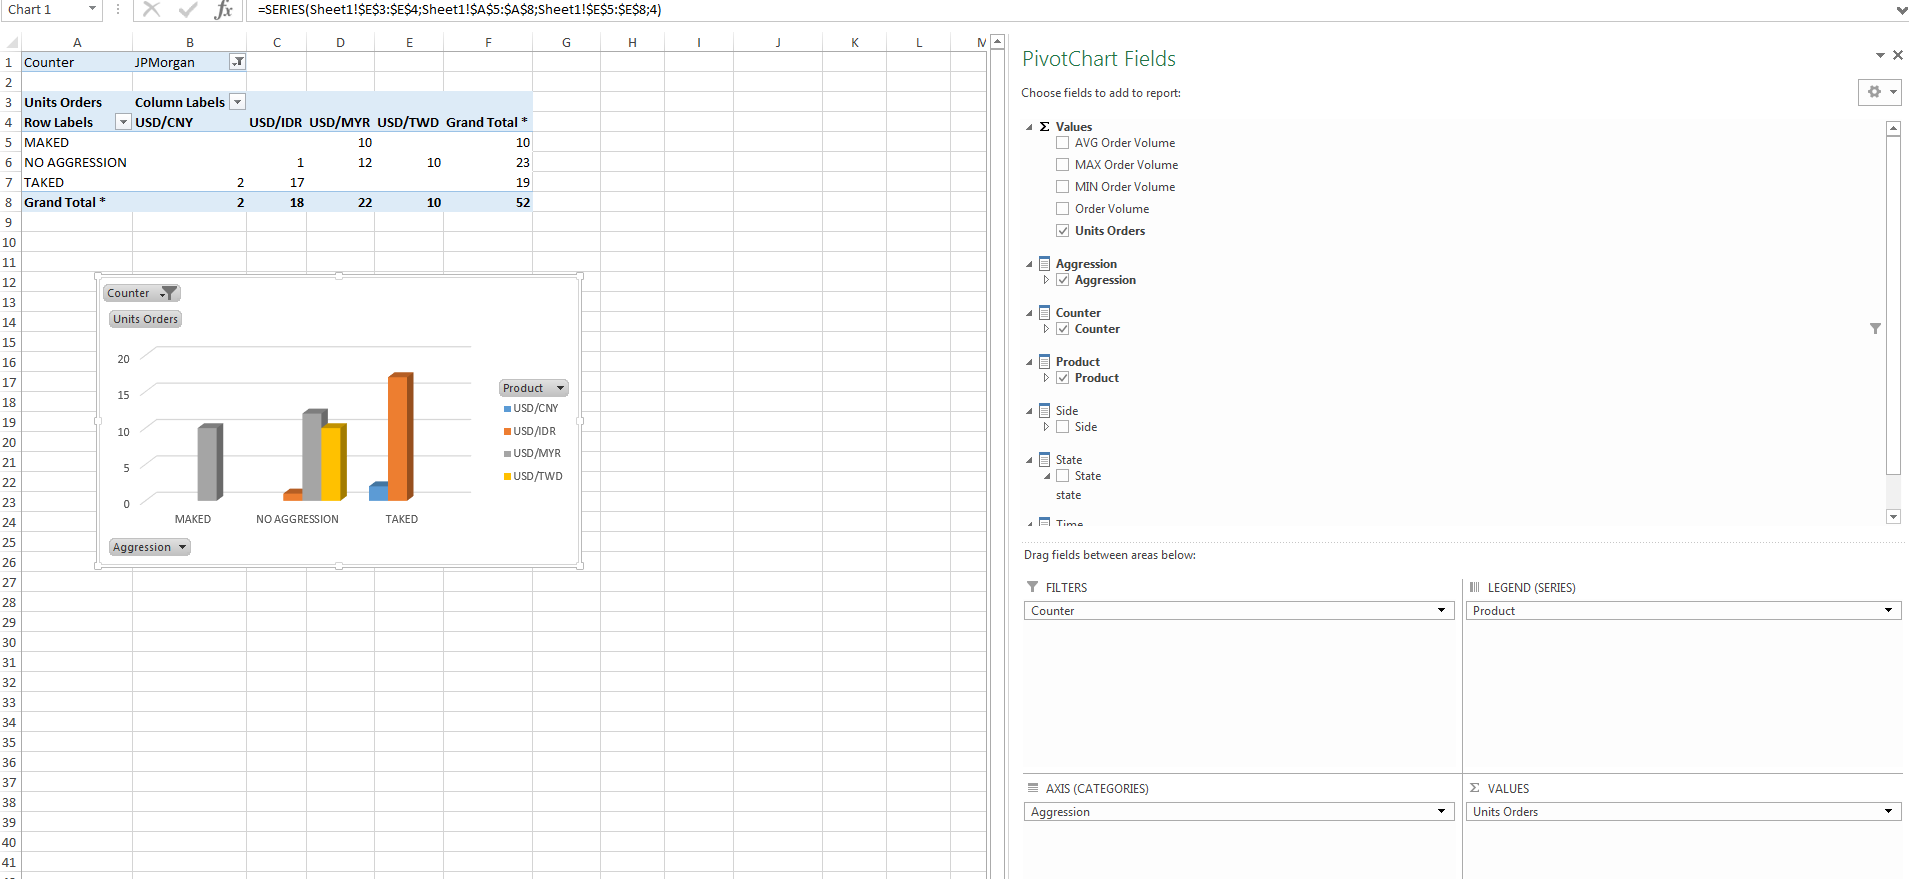 Chart 1
=SERIES(Sheet1!$E$3:$E$4;Sheet1!$A$5:$A$8;Sheet1!$E$5:$E$8;4)
A B C D E F G H I J K L M
1 Counter JPMorgan
2
3 Units Orders Column Labels
4 Row Labels USD/CNY USD/IDR USD/MYR USD/TWD Grand Total *
5 MAKED 10 10
6 NO AGGRESSION 1 12 10 23
7 TAKED 2 17 19
8 Grand Total * 2 18 22 10 52
9
10
11
12
13
14
15
16
17
18
19
20
21
22
23
24
25
26
27
28
29
30
31
32
33
34
35
36
37
38
39
40
41
Counter
Units Orders
20
15
10
5
0
MAKED NO AGGRESSION TAKED
Product
USD/CNY
USD/IDR
USD/MYR
USD/TWD
Aggression
PivotChart Fields
Choose fields to add to report:
Σ Values
AVG Order Volume
MAX Order Volume
MIN Order Volume
Order Volume
Units Orders
Aggression
Aggression
Counter
Counter
Product
Product
Side
Side
State
State
state
Time
Drag fields between areas below:
FILTERS
Counter
LEGEND (SERIES)
Product
AXIS (CATEGORIES)
Aggression
Σ VALUES
Units Orders